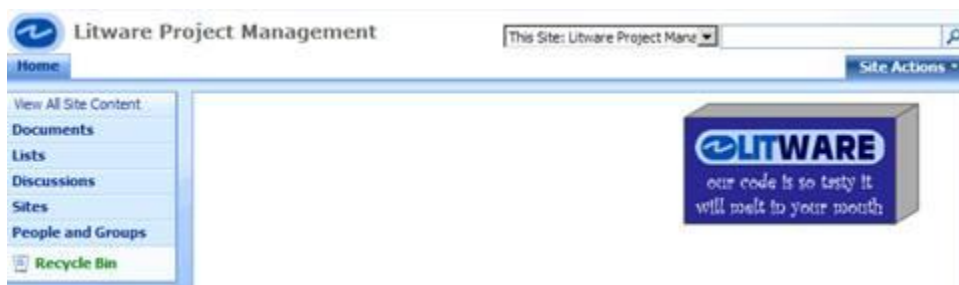 Litware Project Management
This Site: Litware Project Mana
Home
Site Actions
View All Site Content
Documents
Lists
Discussions
Sites
People and Groups
Recycle Bin
LITWARE
our code is so tasty it
will melt in your mouth